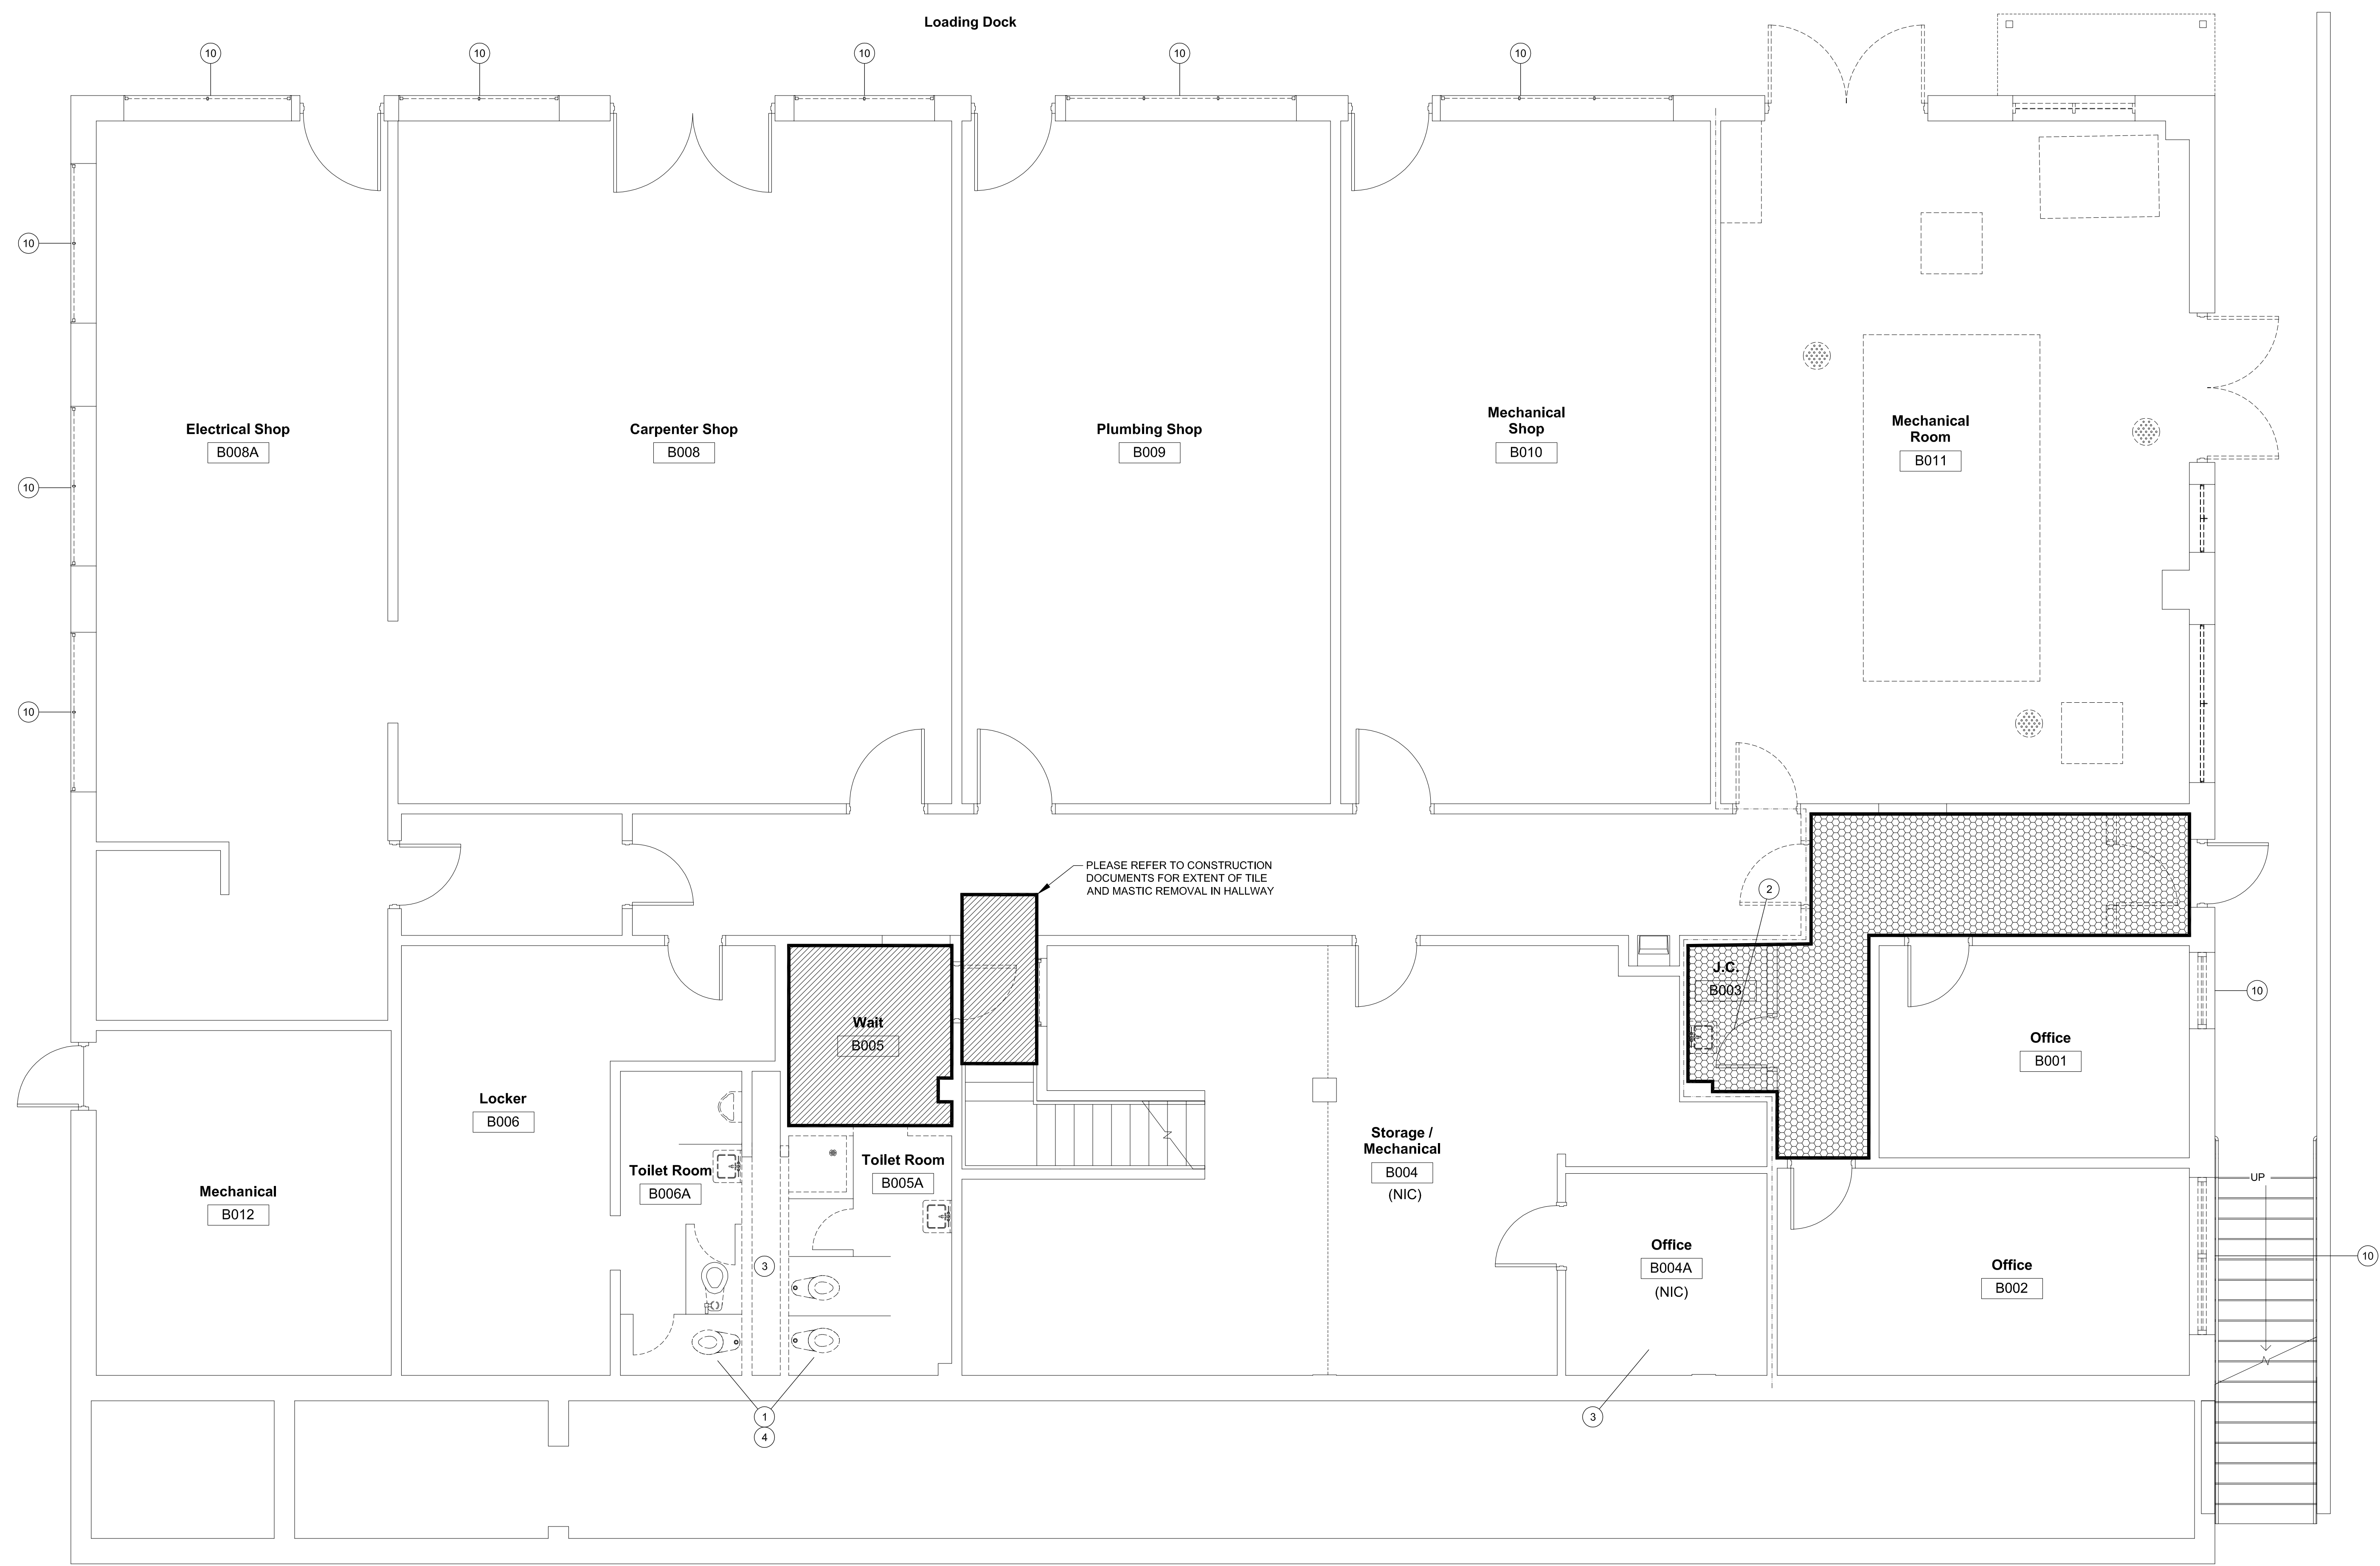 Loading Dock
10
10
10
10
10
10
10
10
Electrical Shop
B008A
Carpenter Shop
B008
Plumbing Shop
B009
Mechanical
Shop
B010
Mechanical
Room
B011
PLEASE REFER TO CONSTRUCTION
DOCUMENTS FOR EXTENT OF TILE
AND MASTIC REMOVAL IN HALLWAY
2
J.C.
B003
10
Wait
B005
Office
B001
Locker
B006
Storage /
Mechanical
B004
(NIC)
Toilet Room
B006A
Toilet Room
B005A
Mechanical
B012
UP
Office
B004A
(NIC)
Office
B002
10
3
1
4
3